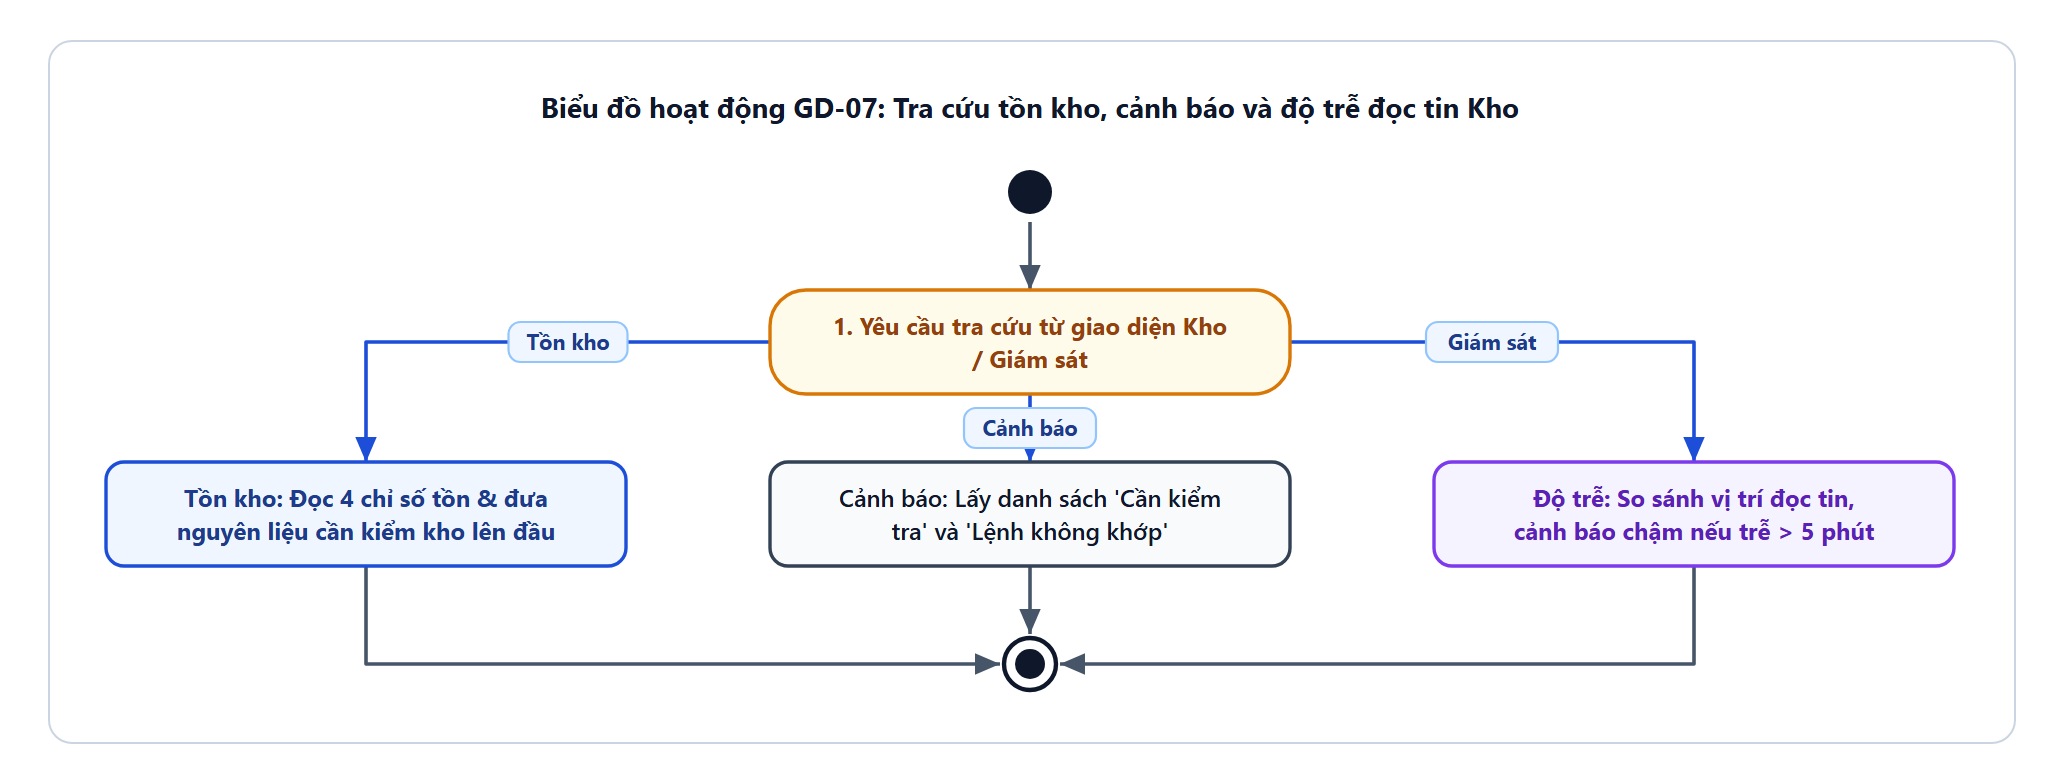 Biểu đồ hoạt động GD-07: Tra cứu tồn kho, cảnh báo và độ trễ đọc tin Kho
1. Yêu cầu tra cứu từ giao diện Kho
/ Giám sát
Tồn kho
Giám sát
Cảnh báo
Tồn kho: Đọc 4 chỉ số tồn & đưa
nguyên liệu cần kiểm kho lên đầu
Cảnh báo: Lấy danh sách 'Cần kiểm
tra' và 'Lệnh không khớp'
Độ trễ: So sánh vị trí đọc tin,
cảnh báo chậm nếu trễ > 5 phút